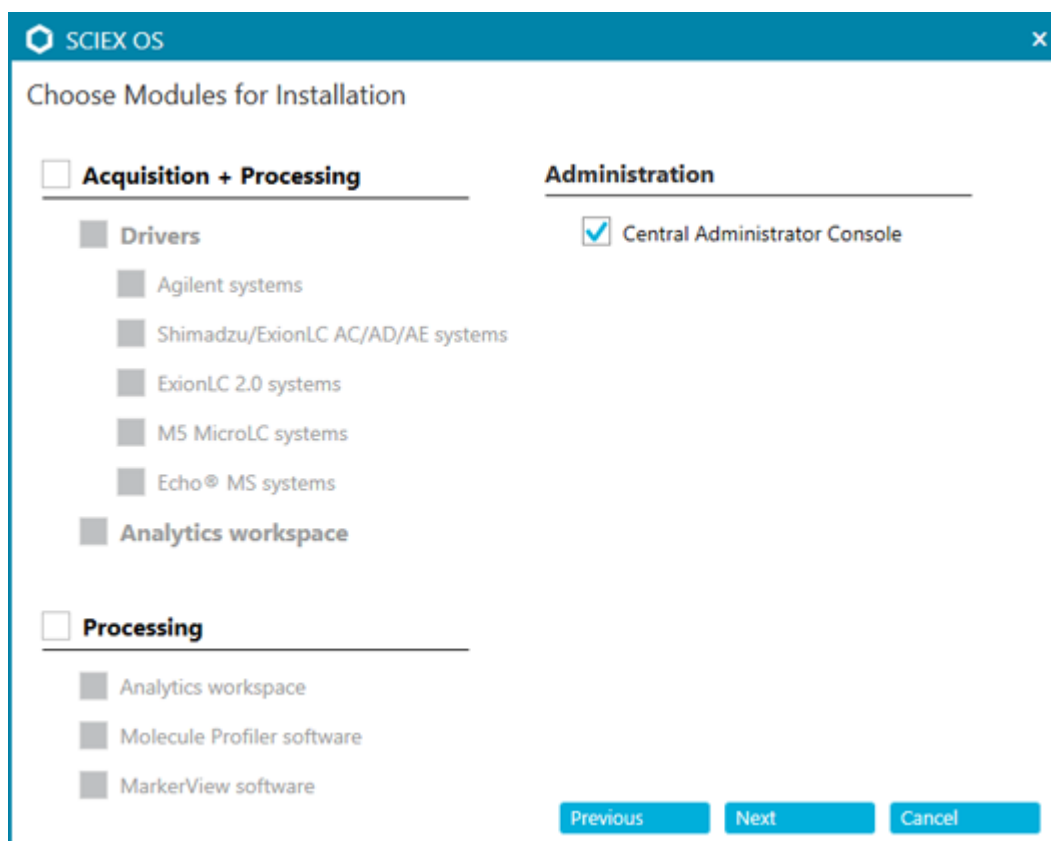 SCIEX OS
Choose Modules for Installation
Acquisition + Processing
Drivers
Agilent systems
Shimadzu/ExionLC AC/AD/AE systems
ExionLC 2.0 systems
M5 MicroLC systems
Echo® MS systems
Analytics workspace
Processing
Analytics workspace
Molecule Profiler software
MarkerView software
Administration
Central Administrator Console
Previous
Next
Cancel